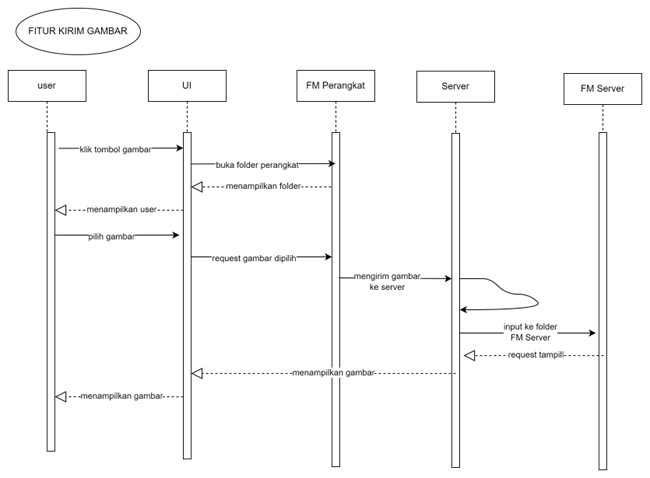 FITUR KIRIM GAMBAR
user
UI
FM Perangkat
Server
FM Server
klik tombol gambar
buka folder perangkat
menampilkan folder
menampilkan user
pilih gambar
request gambar dipilih
mengirim gambar
ke server
input ke folder
FM Server
request tampill
menampilkan gambar
menampilkan gambar